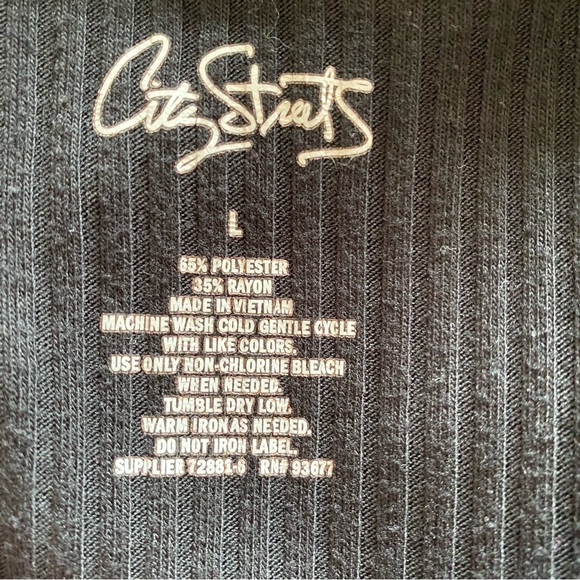 City Streets
L
65% POLYESTER
35% RAYON
MADE IN VIETNAM
MACHINE WASH COLD GENTLE CYCLE
WITH LIKE COLORS.
USE ONLY NON-CHLORINE BLEACH
WHEN NEEDED.
TUMBLE DRY LOW.
WARM IRON AS NEEDED.
DO NOT IRON LABEL.
SUPPLIER 72881-6 RN# 93677